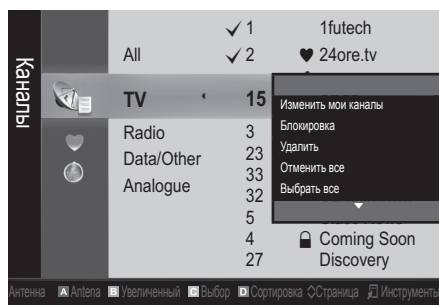 Каналы
1 1futech
All 2 24ore.tv
TV 15
Radio 3
Data/Other 23
Analogue 33
32
5
4 Coming Soon
27 Discovery
Изменить мои каналы
Блокировка
Удалить
Отменить все
Выбрать все
Антенна A Antena B Увеличенный C Выбор D Сортировка Страница Инструменты